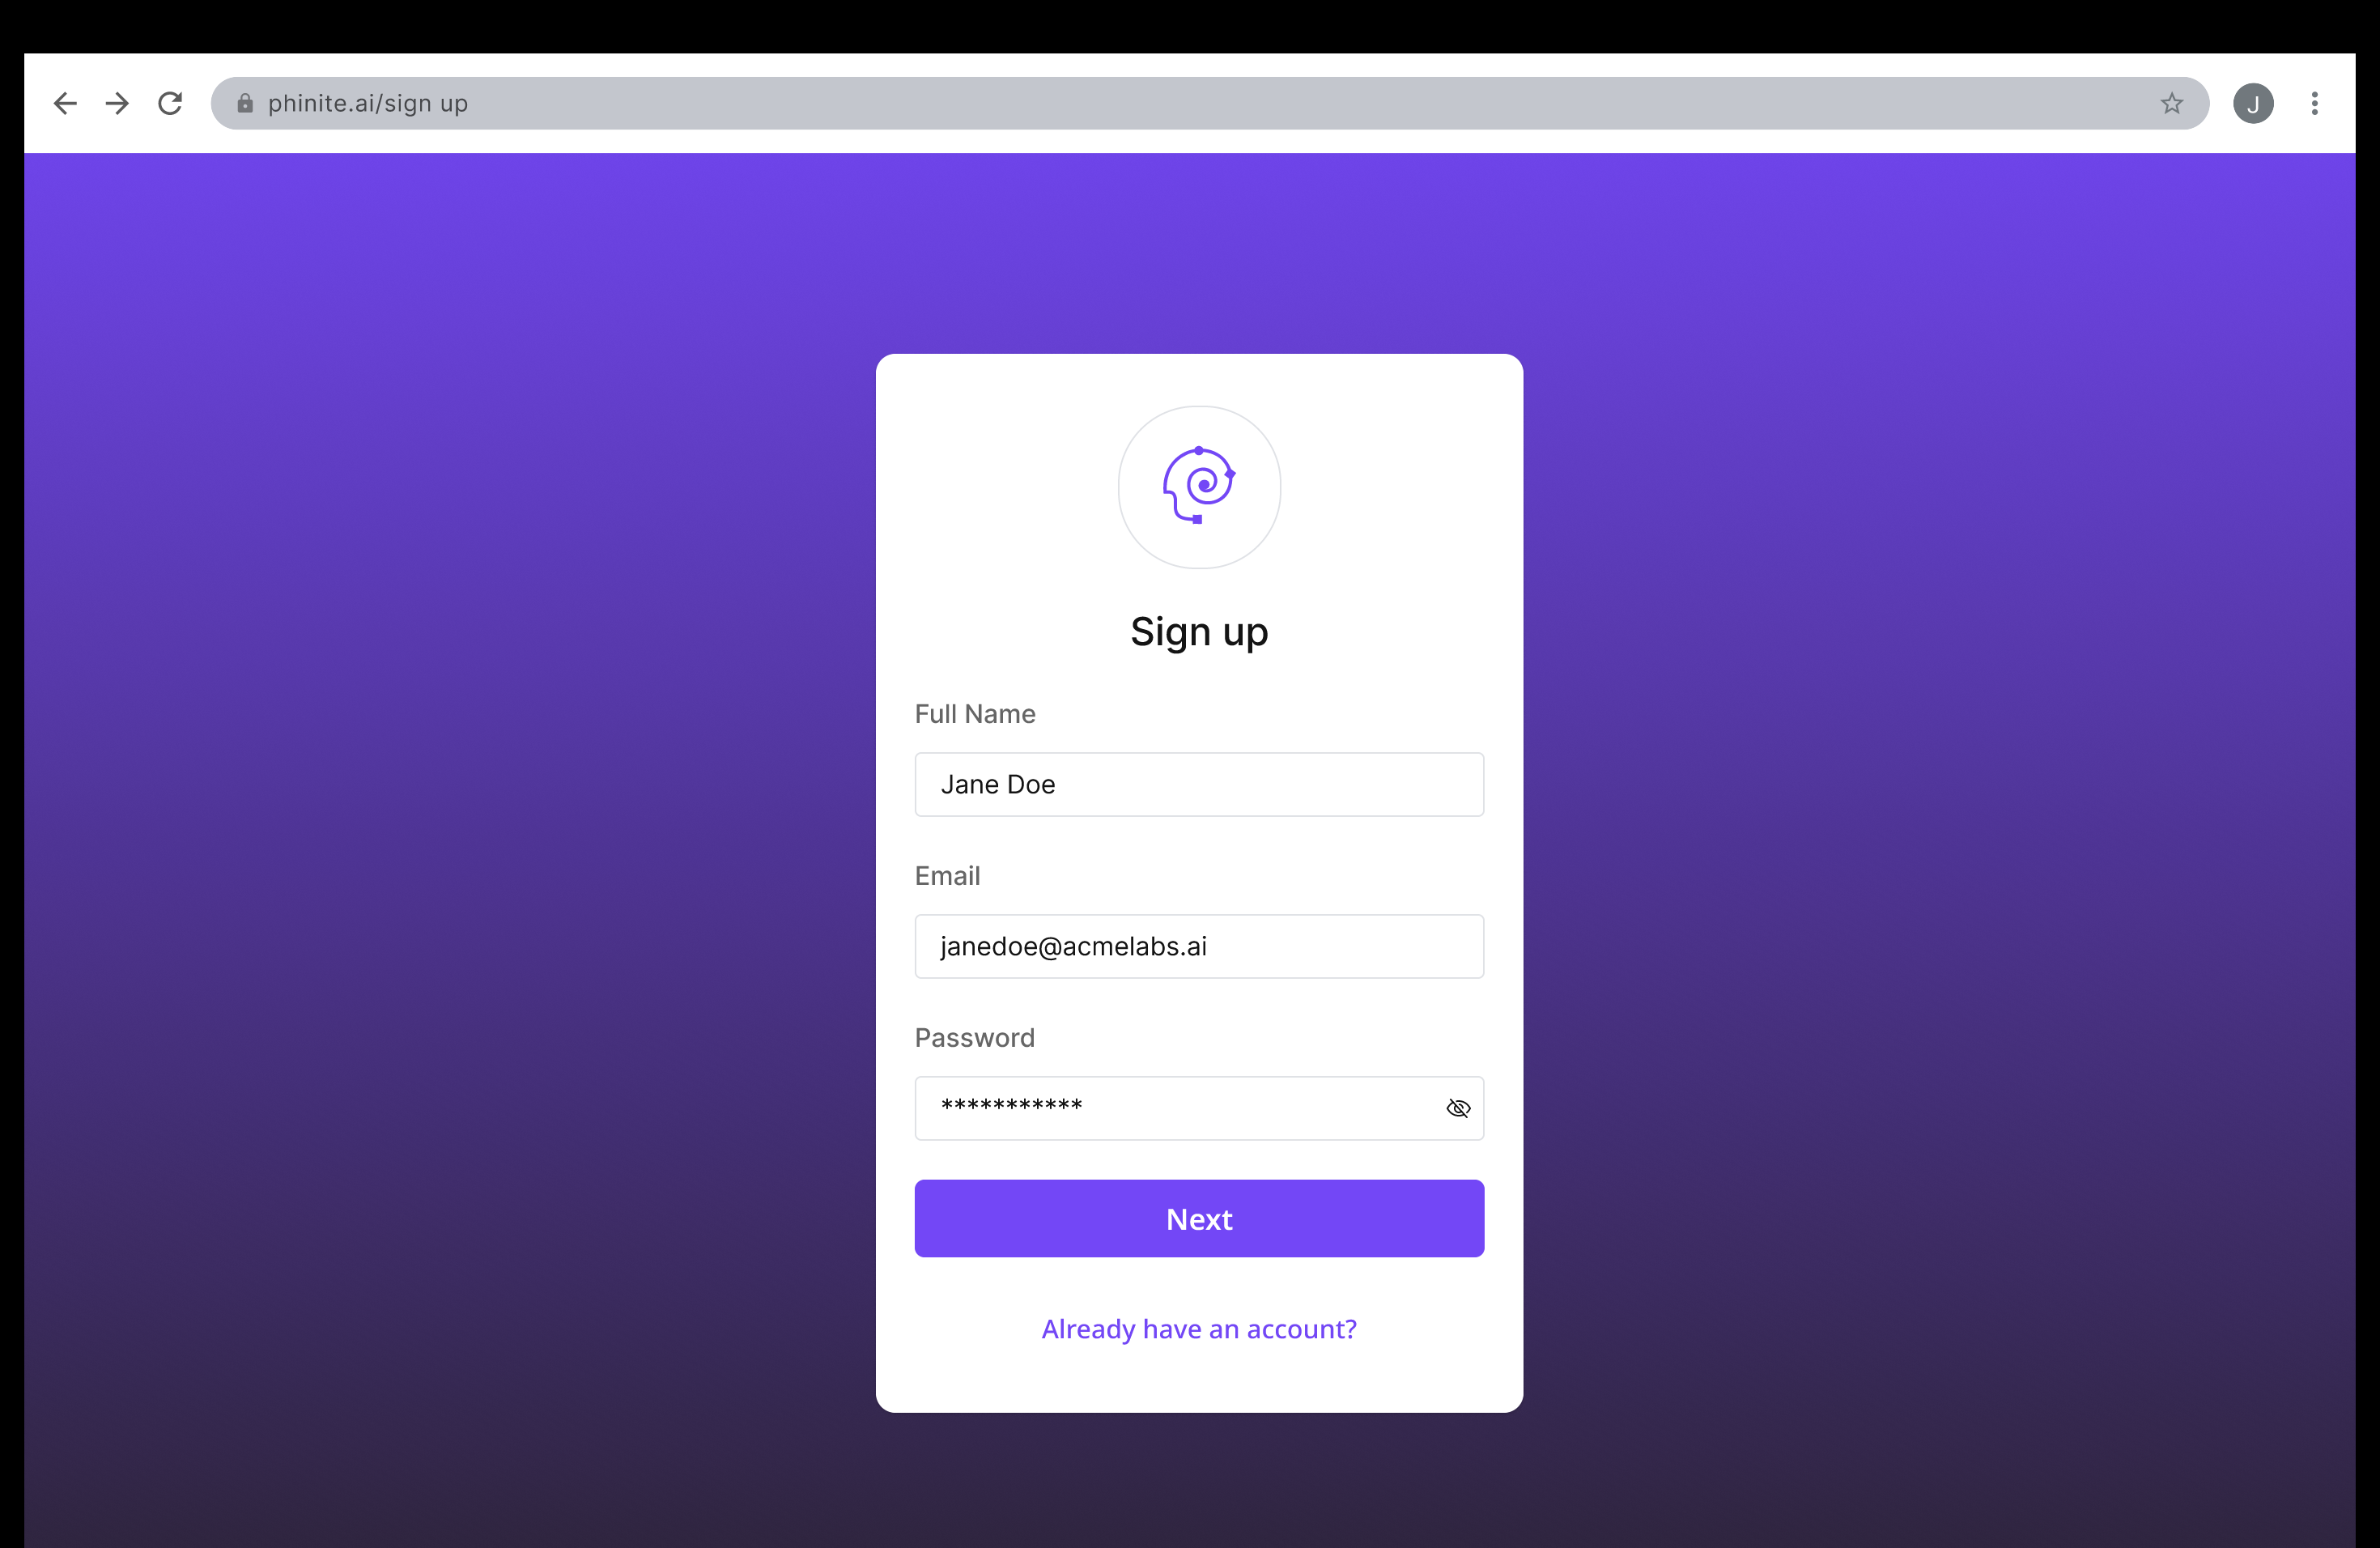 phinite.ai/sign up
J
Sign up
Full Name
Jane Doe
Email
janedoe@acmelabs.ai
Password
***********
Next
Already have an account?